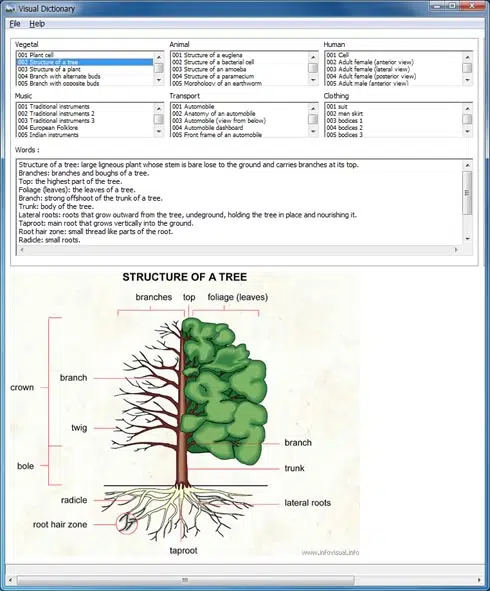 Visual Dictionary
File Help
Vegetal
001 Plant cell
002 Structure of a tree
003 Structure of a plant
004 Branch with alternate buds
005 Branch with opposite buds
Animal
001 Structure of a euglena
002 Structure of a bacterial cell
003 Structure of an amoeba
004 Structure of a paramecium
005 Morphology of an earthworm
Human
001 Cell
002 Adult female (anterior view)
003 Adult female (lateral view)
004 Adult female (posterior view)
005 Adult male (anterior view)
Music
001 Traditional instruments
002 Traditional instruments 2
003 Traditional instruments 3
004 European Folklore
005 Indian instruments
Transport
001 Automobile
002 Anatomy of an automobile
003 Automobile (view from below)
004 Automobile dashboard
005 Front frame of an automobile
Clothing
001 suit
002 men skirt
003 bodices 1
004 bodices 2
005 bodices 3
Words :
Structure of a tree: large ligneous plant whose stem is bare lose to the ground and carries branches at its top.
Branches: branches and boughs of a tree.
Top: the highest part of the tree.
Foliage (leaves): the leaves of a tree.
Branch: strong offshoot of the trunk of a tree.
Trunk: body of the tree.
Lateral roots: roots that grow outward from the tree, undeground, holding the tree in place and nourishing it.
Taproot: main root that grows vertically into the ground.
Root hair zone: small thread like parts of the root.
Radicle: small roots.
STRUCTURE OF A TREE
branches top foliage (leaves)
crown
branch
twig
branch
bole
trunk
radicle
lateral roots
root hair zone
taproot
www.infovisual.info